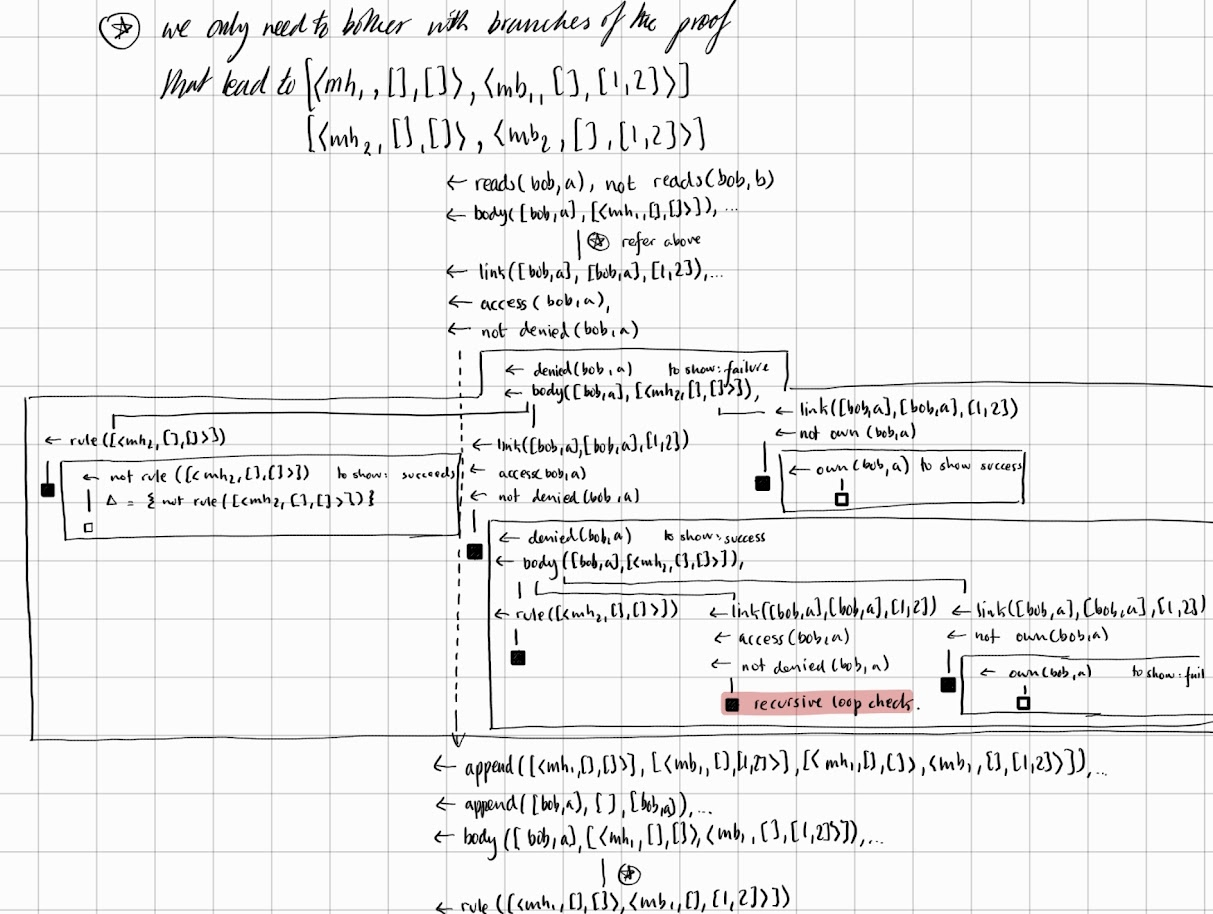 ☆ we only need to bother with branches of the proof
that lead to [⟨mh₁, [], []⟩, ⟨mb₁, [], [1,2]⟩]
[⟨mh₂, [], []⟩, ⟨mb₂, [], [1,2]⟩]
← reads(bob,a), not reads(bob,b)
← body([bob,a], [⟨mh₁,[],[]⟩]), ...
☆ refer above
← link([bob,a], [bob,a], [1,2]),...
← access(bob,a),
← not denied(bob,a)
← denied(bob,a) to show: failure
← body([bob,a], [⟨mh₂,[],[]⟩]),
← rule([⟨mh₂,[],[]⟩])
← not rule([⟨mh₂,[],[]⟩]) to show: succeeds
Δ = {not rule([⟨mh₂,[],[]⟩])}
← link([bob,a],[bob,a],[1,2])
← access(bob,a)
← not denied(bob,a)
← link([bob,a],[bob,a],[1,2])
← not own(bob,a)
← own(bob,a) to show success
← denied(bob,a) to show: success
← body([bob,a],[⟨mh₂,[],[]⟩]),
← rule([⟨mh₂,[],[]⟩])
← link([bob,a],[bob,a],[1,2])
← access(bob,a)
← not denied(bob,a)
recursive loop check.
← link([bob,a],[bob,a],[1,2])
← not own(bob,a)
← own(bob,a) to show: fail
← append([⟨mh₁,[],[]⟩], [⟨mb₁,[],[1,2]⟩], [⟨mh₁,[],[]⟩,⟨mb₁,[],[1,2]⟩]),...
← append([bob,a], [], [bob,a]),...
← body([bob,a],[⟨mh₁,[],[]⟩,⟨mb₁,[],[1,2]⟩]),...
☆
← rule([⟨mh₁,[],[]⟩,⟨mb₁,[],[1,2]⟩])